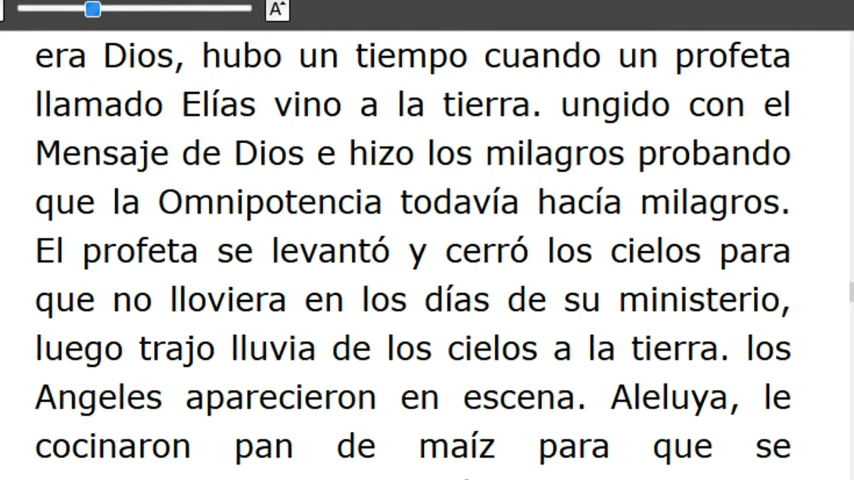 A
era Dios, hubo un tiempo cuando un profeta
llamado Elías vino a la tierra. ungido con el
Mensaje de Dios e hizo los milagros probando
que la Omnipotencia todavía hacía milagros.
El profeta se levantó y cerró los cielos para
que no lloviera en los días de su ministerio,
luego trajo lluvia de los cielos a la tierra. los
Angeles aparecieron en escena. Aleluya, le
cocinaron pan de maíz para que se